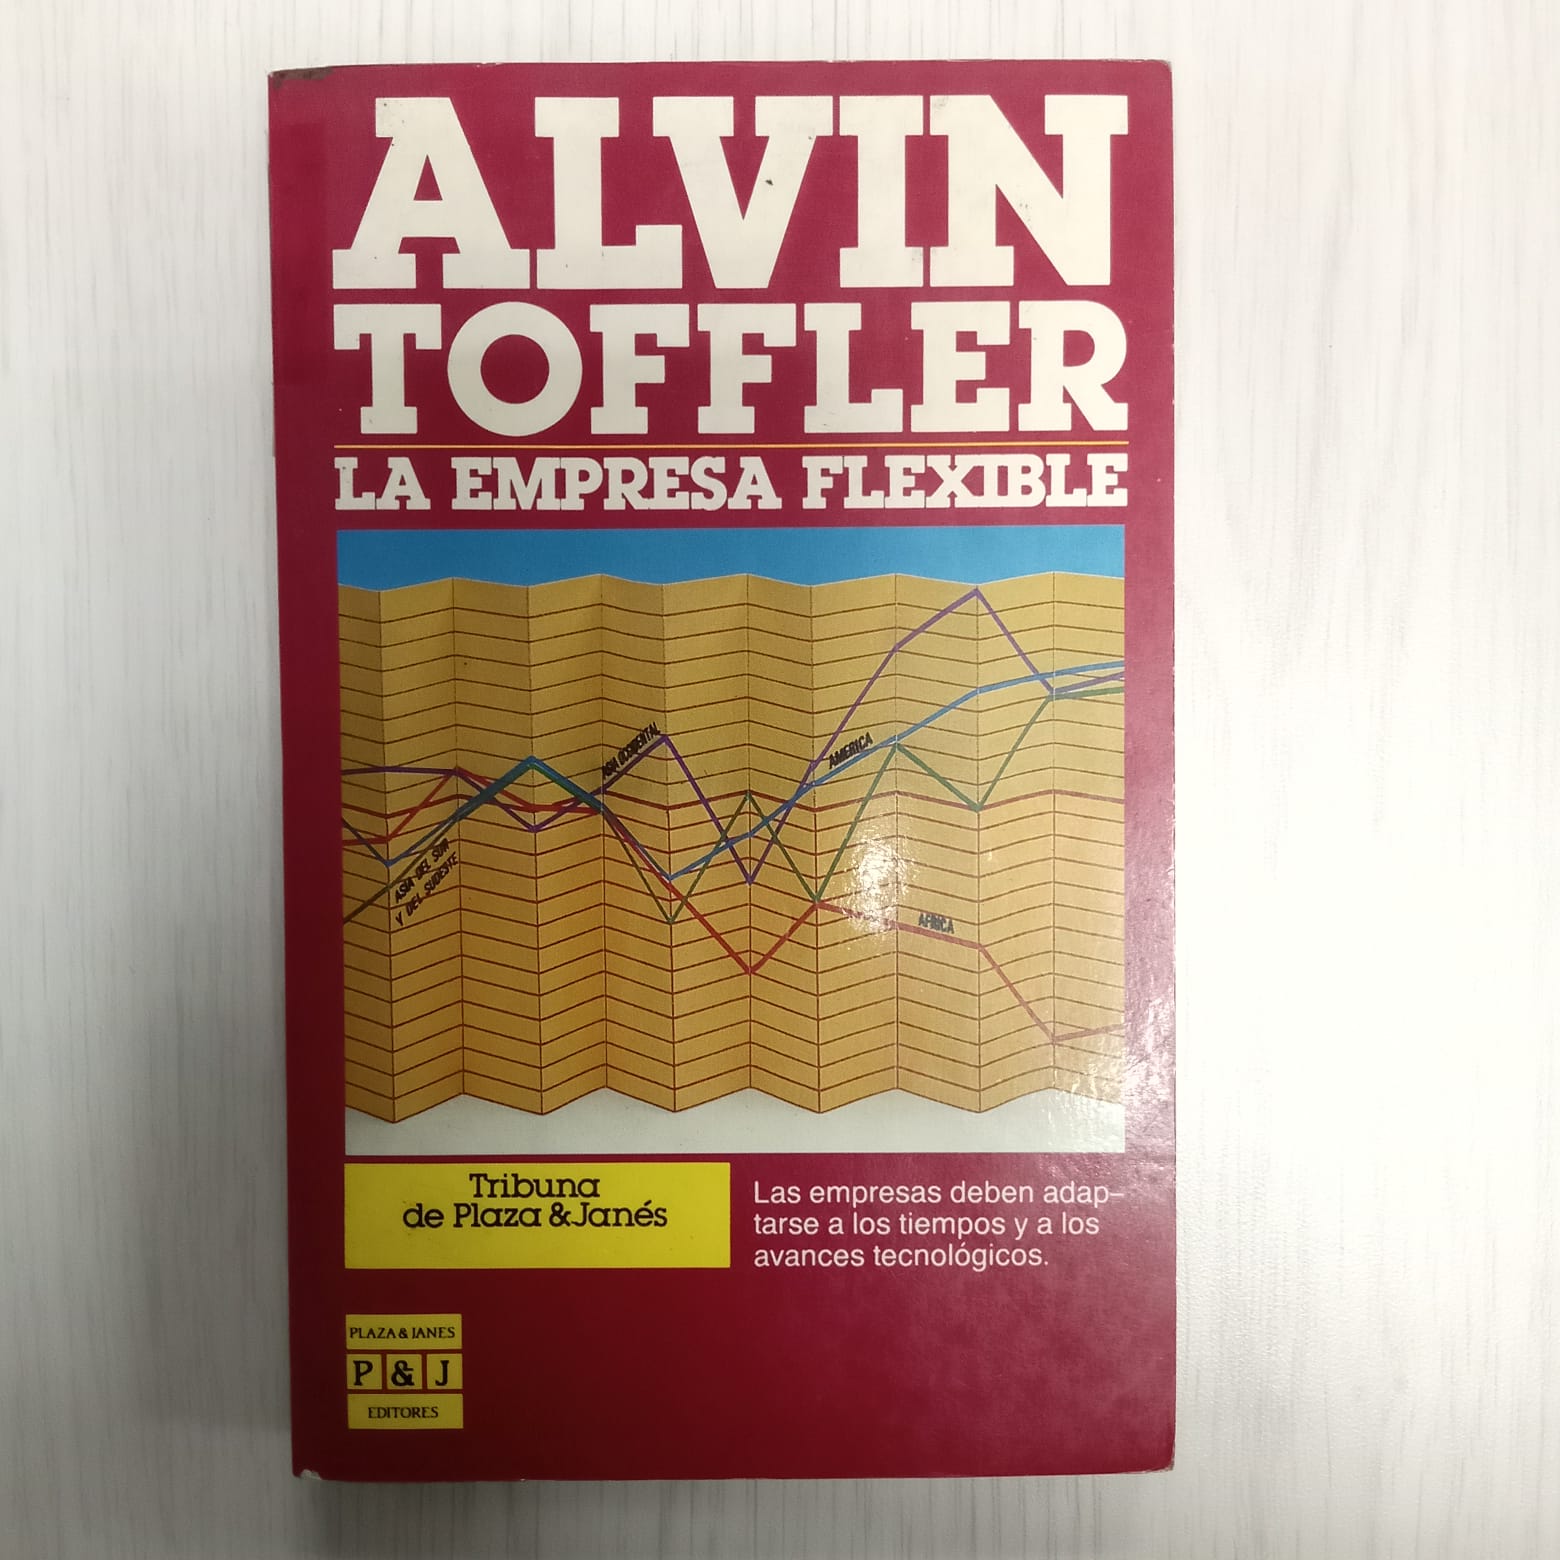 ALVIN
TOFFLER
LA EMPRESA FLEXIBLE
ASIA OCCIDENTAL
AMERICA
ASIA DEL SUR
Y DEL SUDESTE
AFRICA
Tribuna
de Plaza & Janés
Las empresas deben adap-
tarse a los tiempos y a los
avances tecnológicos.
PLAZA & JANES
P & J
EDITORES